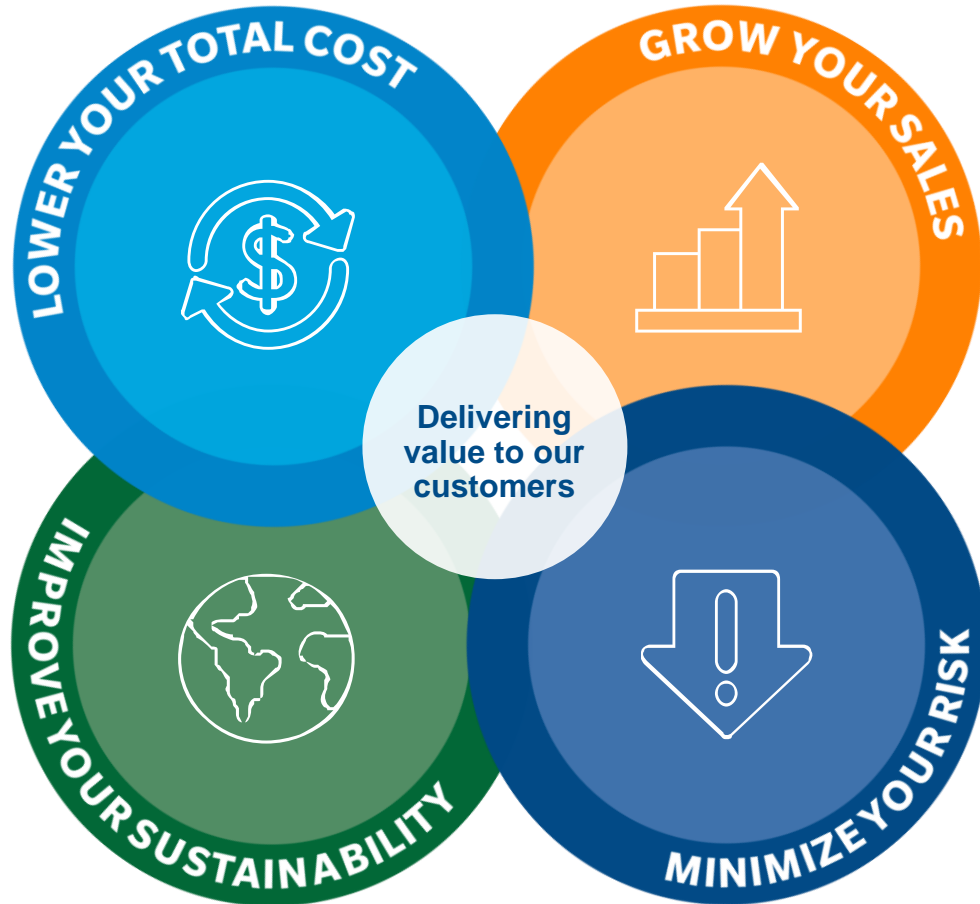 LOWER YOUR TOTAL COST
GROW YOUR SALES
$
Delivering
value to our
customers
!
IMPROVE YOUR SUSTAINABILITY
MINIMIZE YOUR RISK